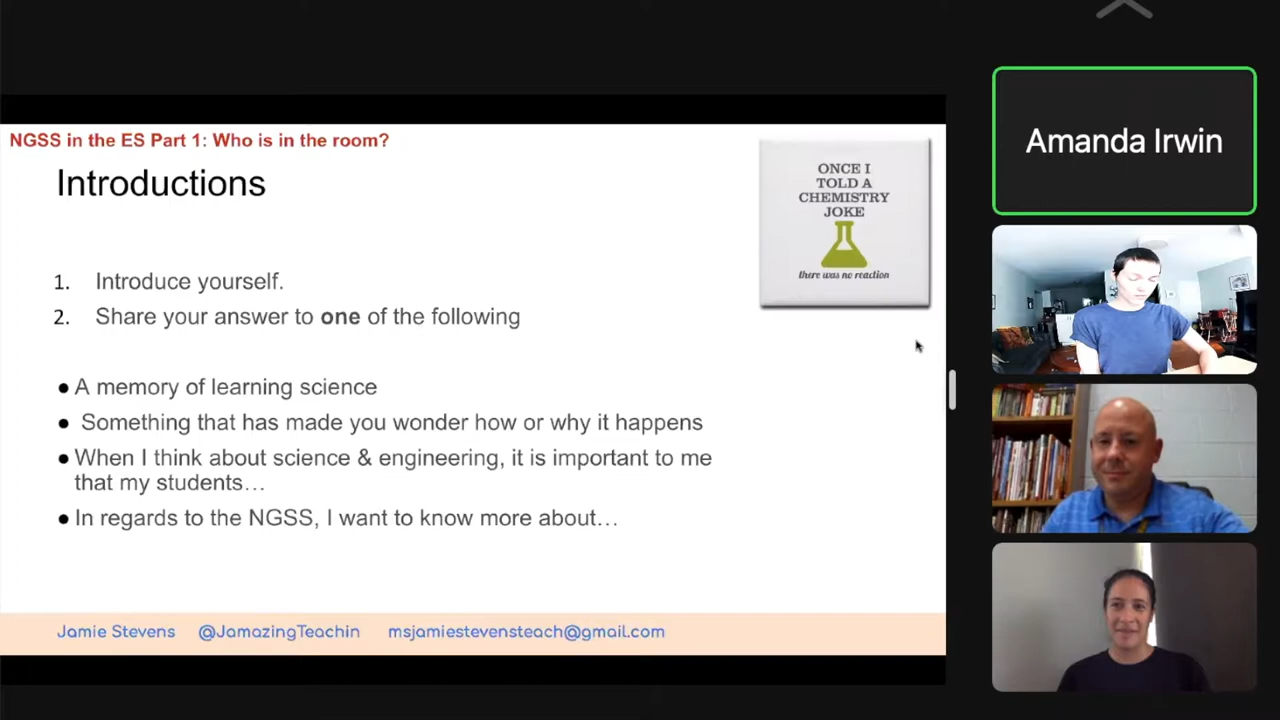 NGSS in the ES Part 1: Who is in the room?
Introductions
ONCE I
TOLD A
CHEMISTRY
JOKE
there was no reaction
1. Introduce yourself.
2. Share your answer to one of the following
● A memory of learning science
● Something that has made you wonder how or why it happens
● When I think about science & engineering, it is important to me
that my students…
● In regards to the NGSS, I want to know more about…
Jamie Stevens @JamazingTeachin msjamiestevensteach@gmail.com
Amanda Irwin